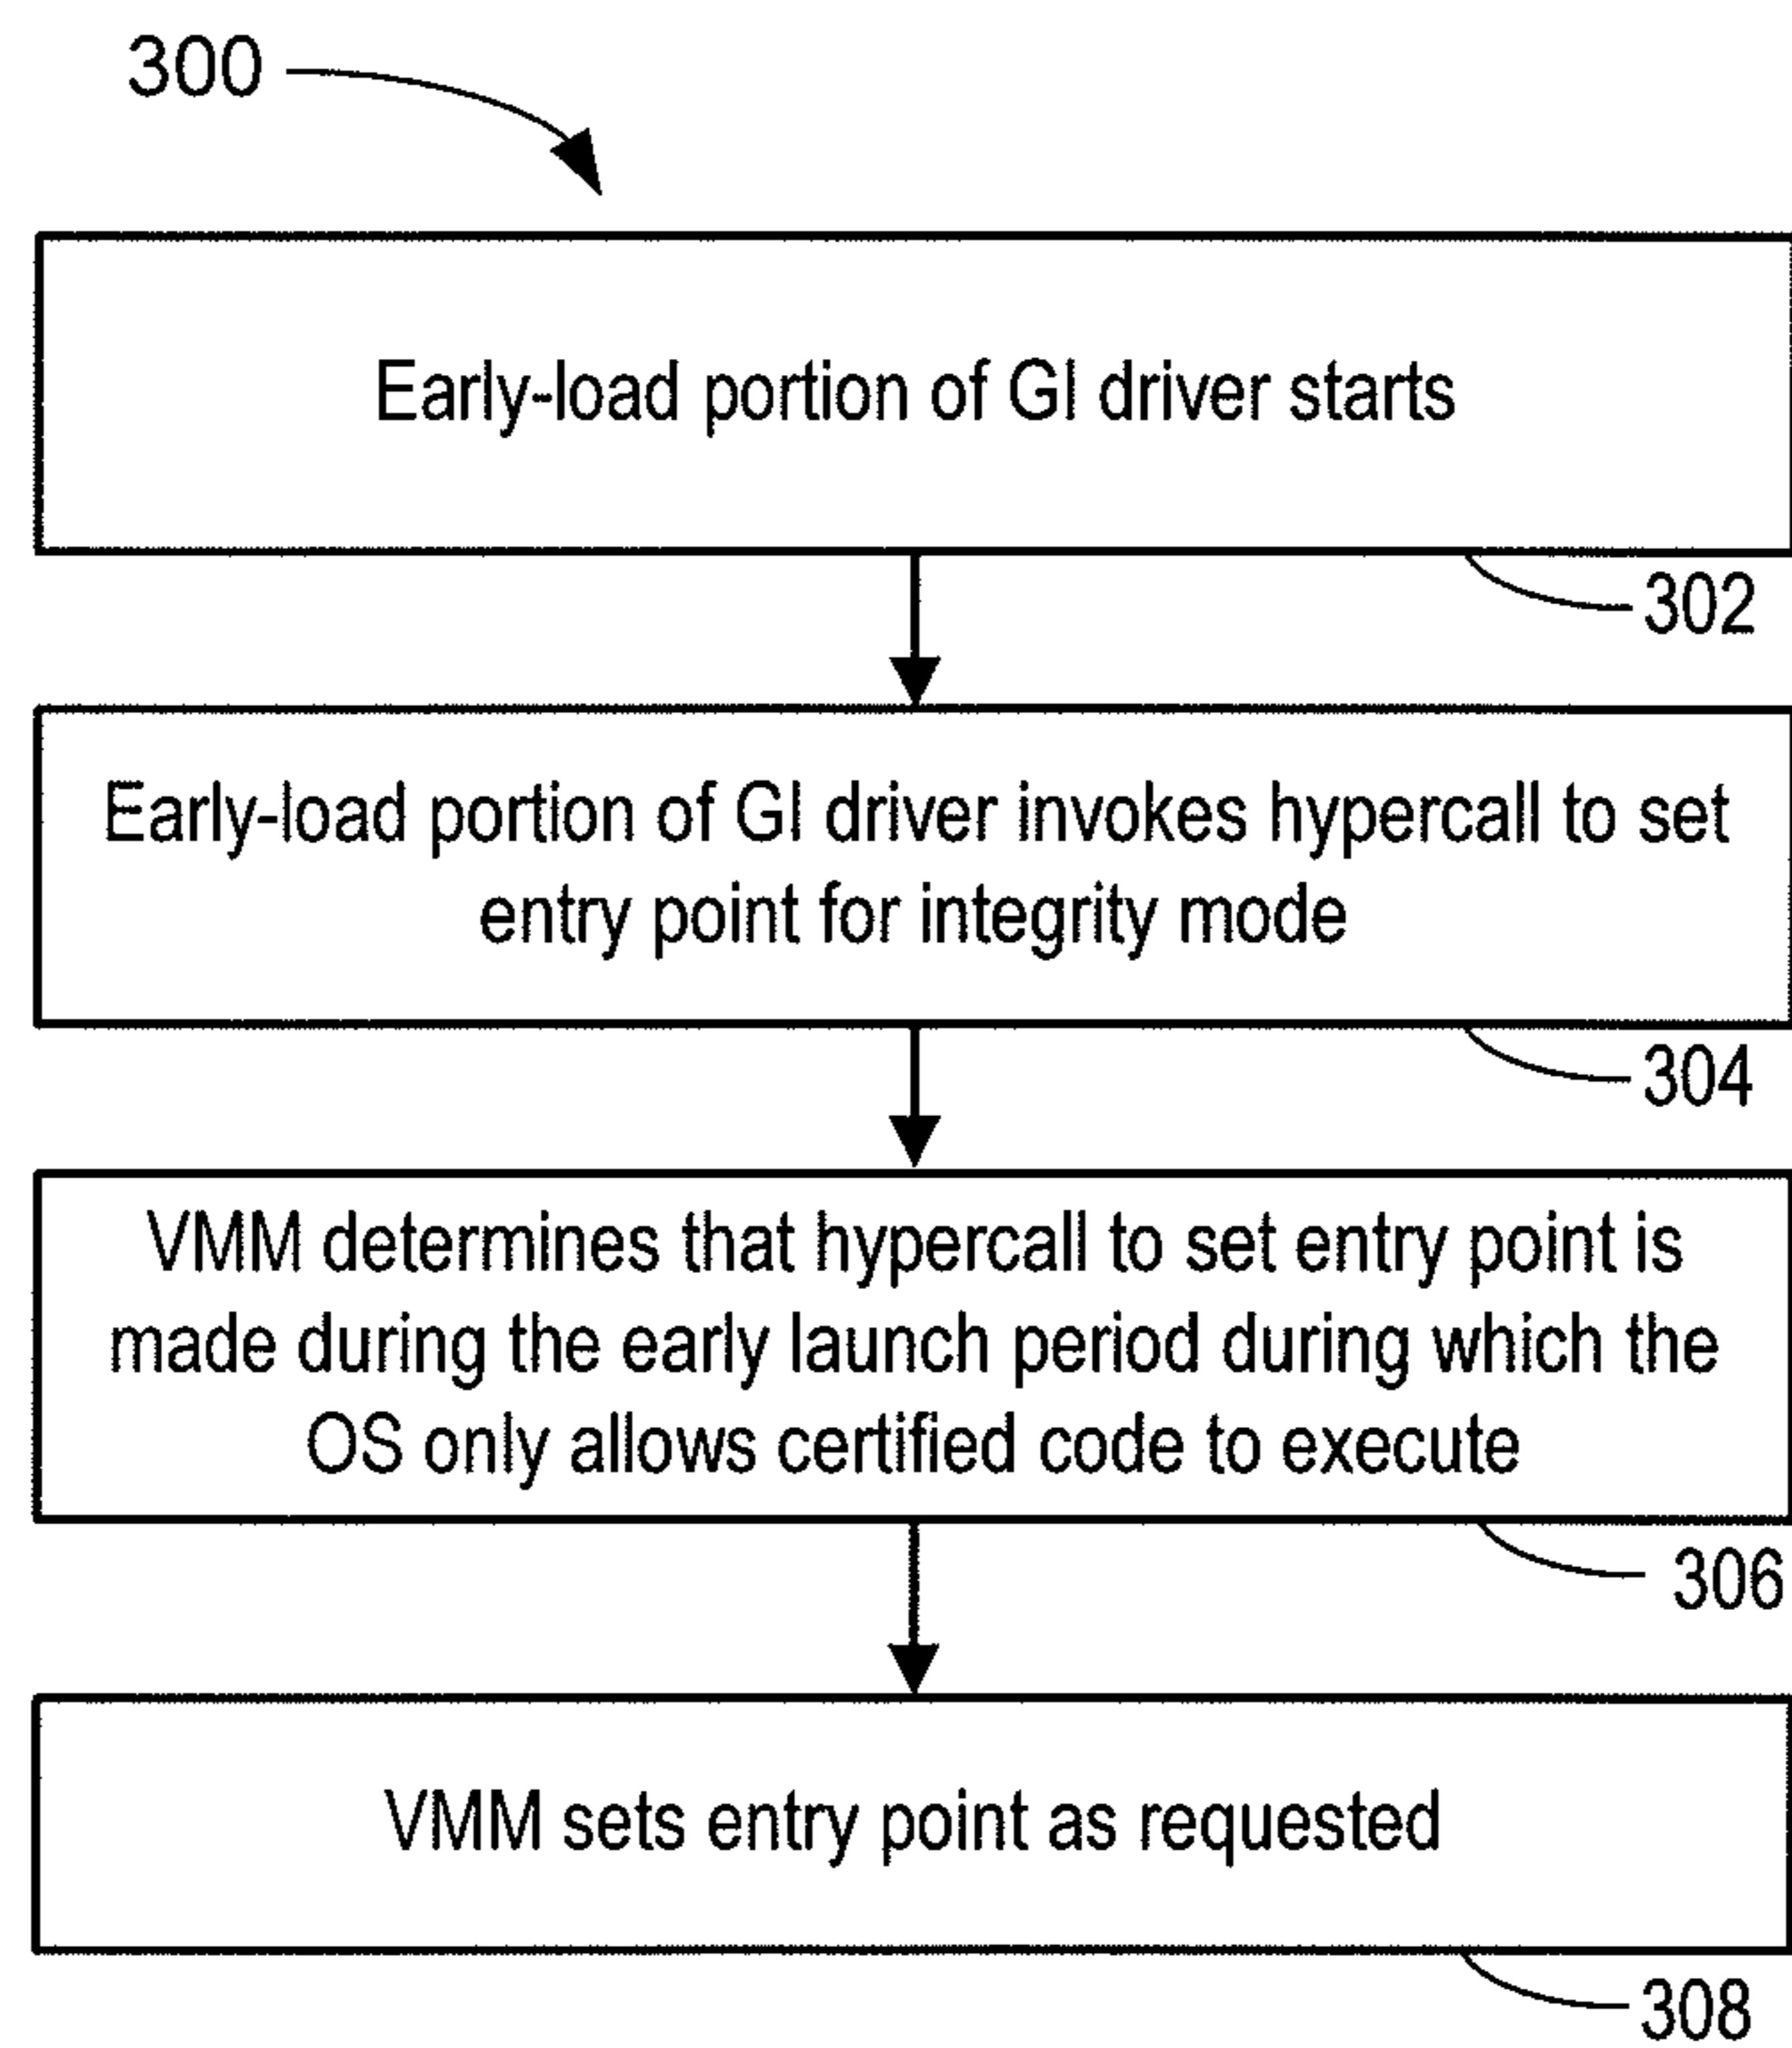 300
Early-load portion of GI driver starts
302
Early-load portion of GI driver invokes hypercall to set
entry point for integrity mode
304
VMM determines that hypercall to set entry point is
made during the early launch period during which the
OS only allows certified code to execute
306
VMM sets entry point as requested
308